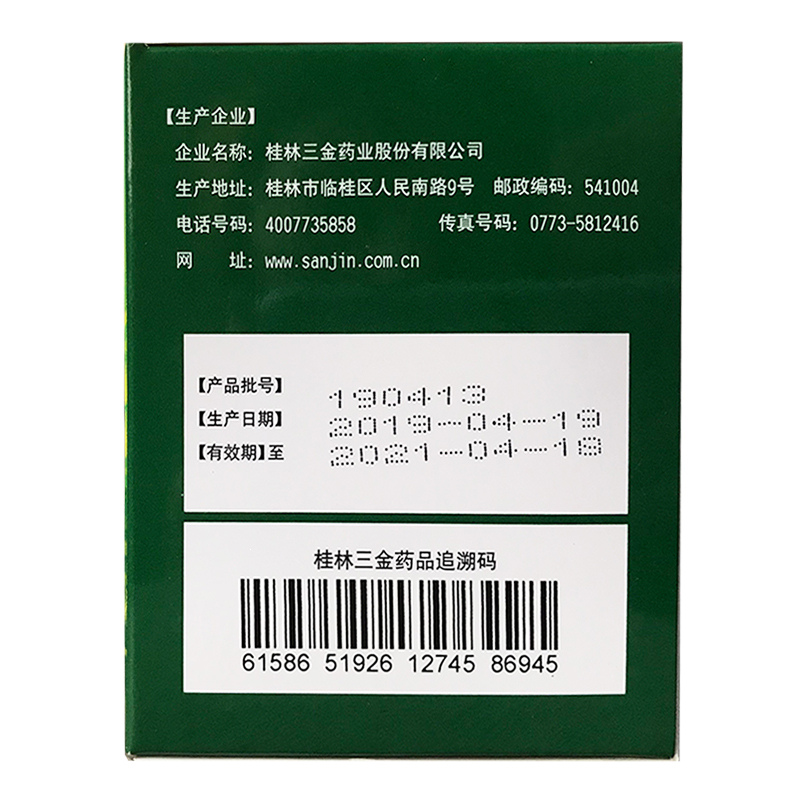 【生产企业】
企业名称：桂林三金药业股份有限公司
生产地址：桂林市临桂区人民南路9号 邮政编码：541004
电话号码：4007735858 传真号码：0773-5812416
网 址：www.sanjin.com.cn
【产品批号】 190413
【生产日期】 2019-04-19
【有效期】至 2021-04-18
桂林三金药品追溯码
61586 51926 12745 86945